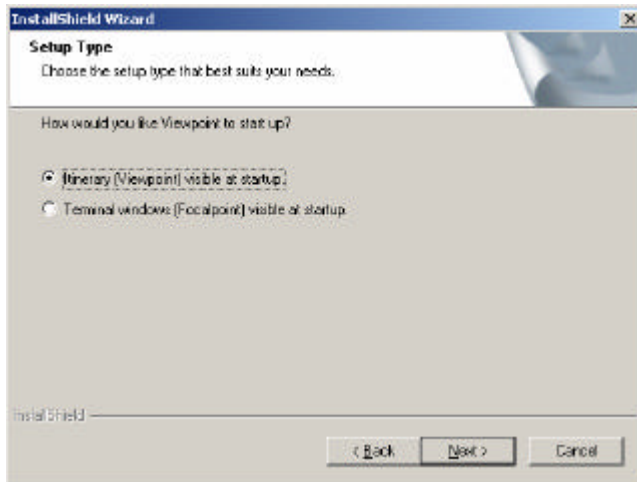 InstallShield Wizard
Setup Type
Choose the setup type that best suits your needs.
How would you like Viewpoint to start up?
Itinerary (Viewpoint) visible at startup.
Terminal windows (Focalpoint) visible at startup.
InstallShield
< Back
Next >
Cancel